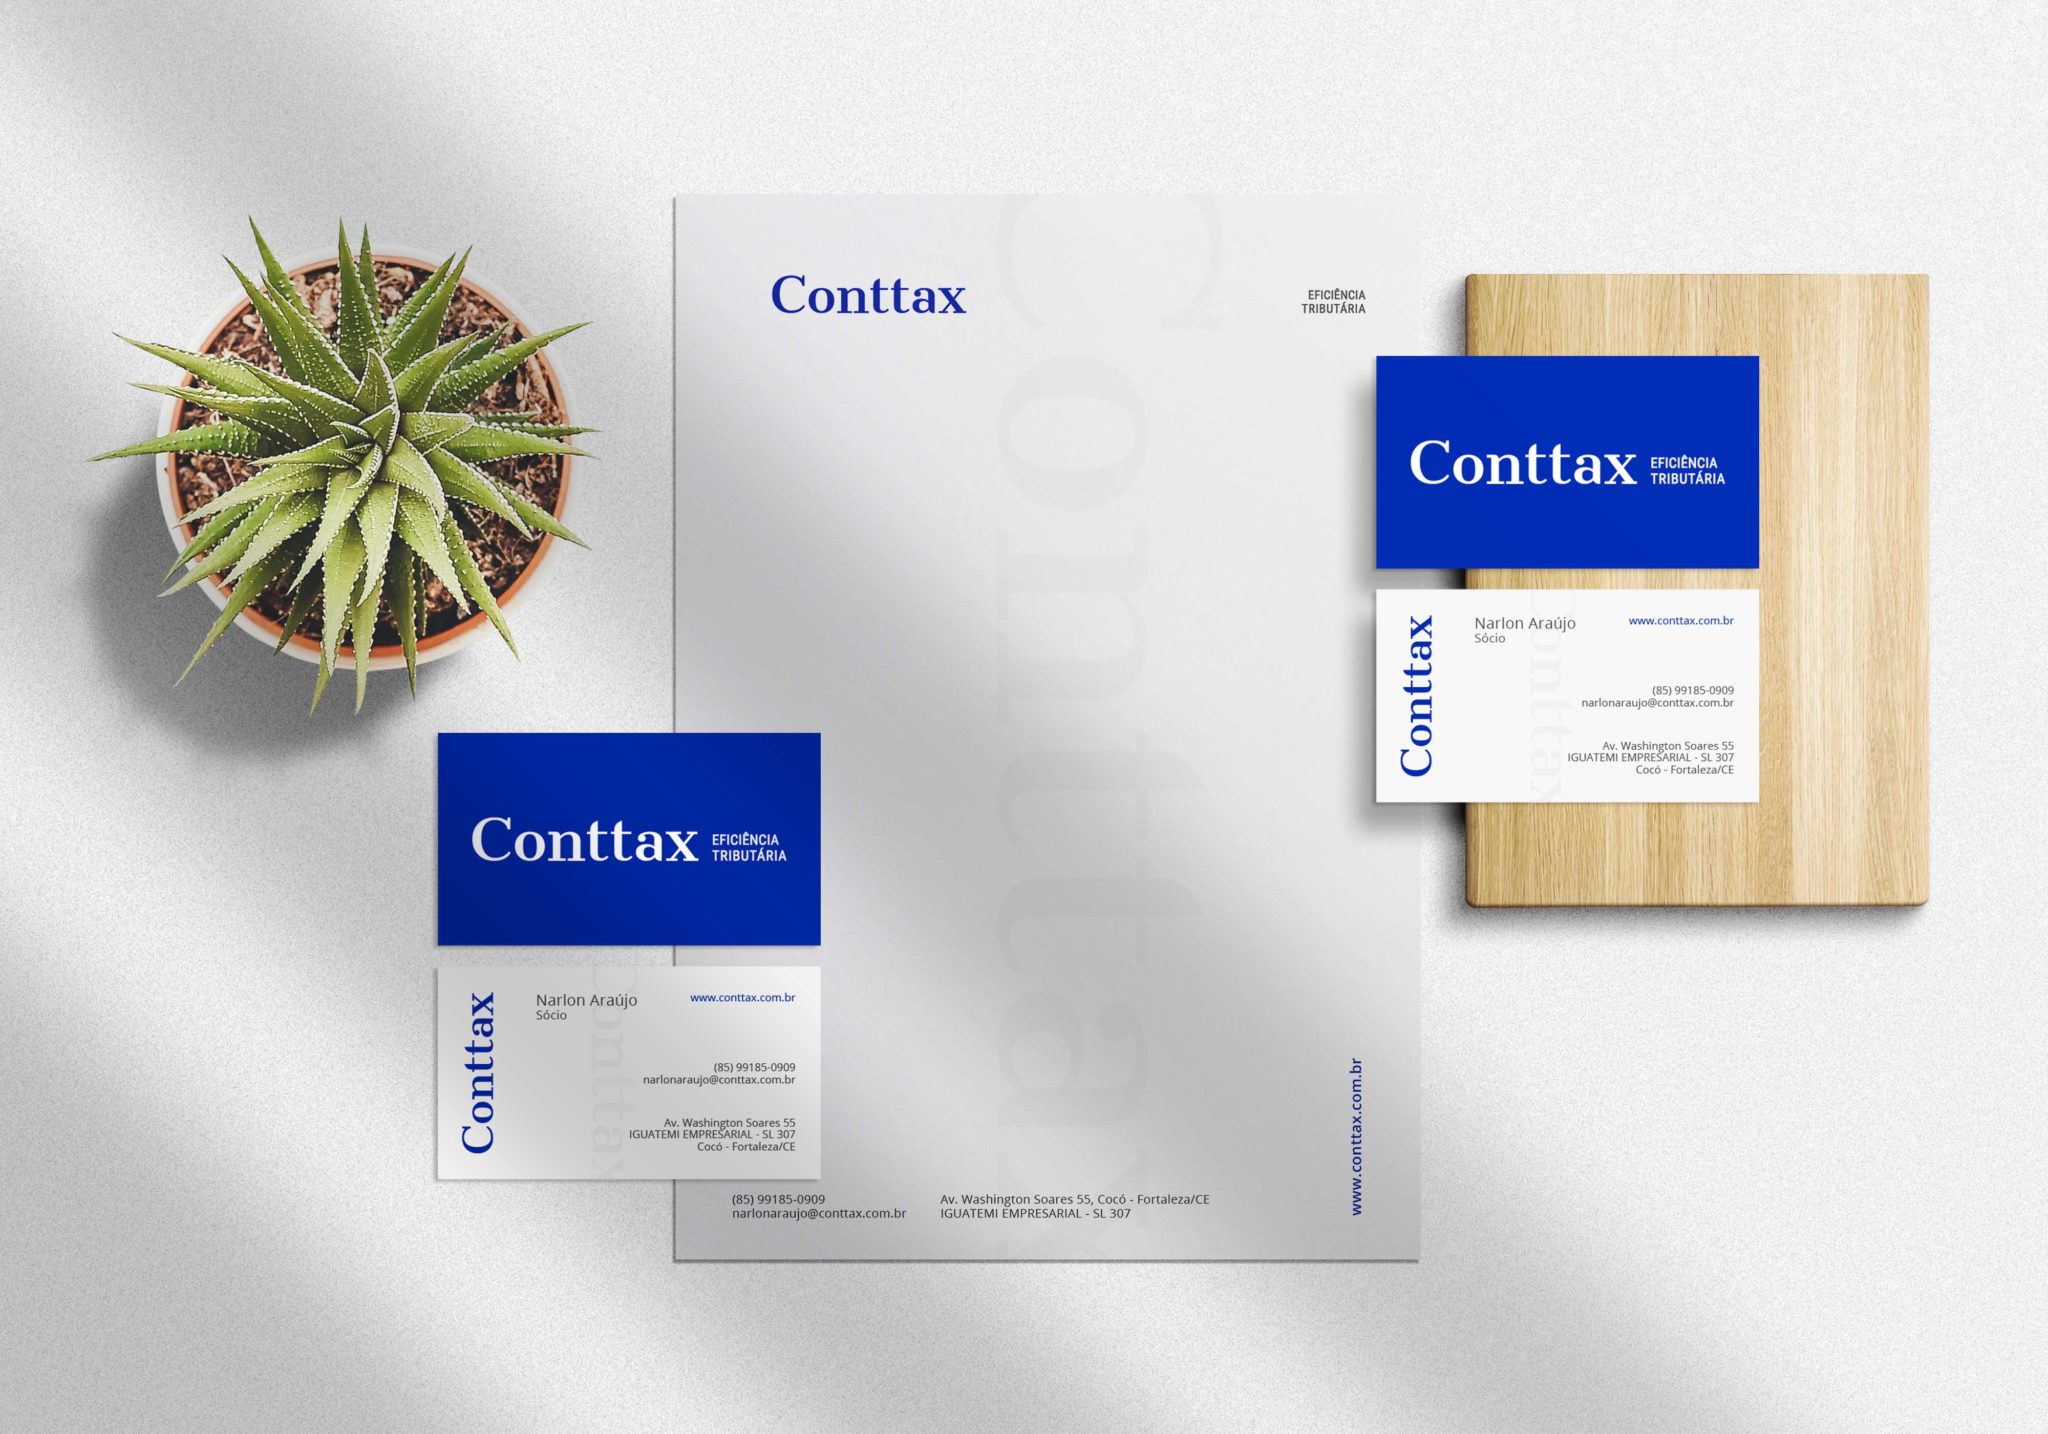 Conttax
EFICIÊNCIA
TRIBUTÁRIA
Conttax
(85) 99185-0909
narlonaraujo@conttax.com.br
Av. Washington Soares 55, Cocó - Fortaleza/CE
IGUATEMI EMPRESARIAL - SL 307
www.conttax.com.br
Conttax
EFICIÊNCIA
TRIBUTÁRIA
Conttax
Conttax
Narlon Araújo
Sócio
www.conttax.com.br
(85) 99185-0909
narlonaraujo@conttax.com.br
Av. Washington Soares 55
IGUATEMI EMPRESARIAL - SL 307
Cocó - Fortaleza/CE
Conttax
EFICIÊNCIA
TRIBUTÁRIA
Conttax
Conttax
Narlon Araújo
Sócio
www.conttax.com.br
(85) 99185-0909
narlonaraujo@conttax.com.br
Av. Washington Soares 55
IGUATEMI EMPRESARIAL - SL 307
Cocó - Fortaleza/CE